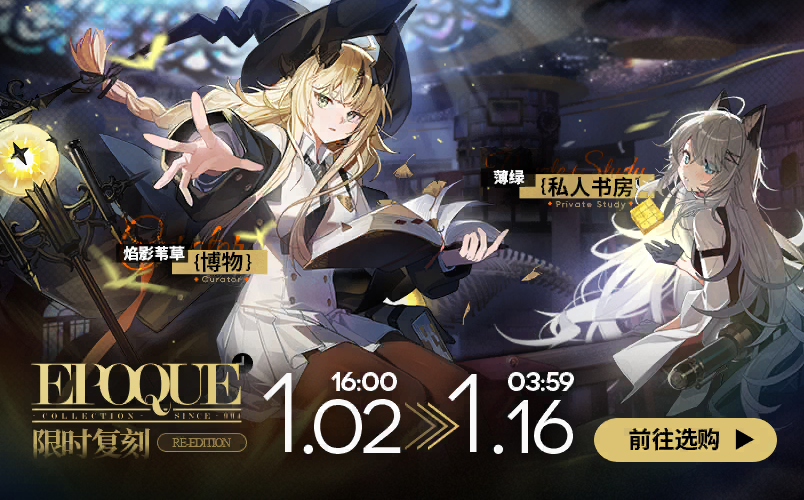 薄绿
{私人书房}
Private Study
焰影苇草
{博物}
Curator
EPOQUE
COLLECTION
限时复刻
RE-EDITION
16:00
1.02
03:59
1.16
前往选购